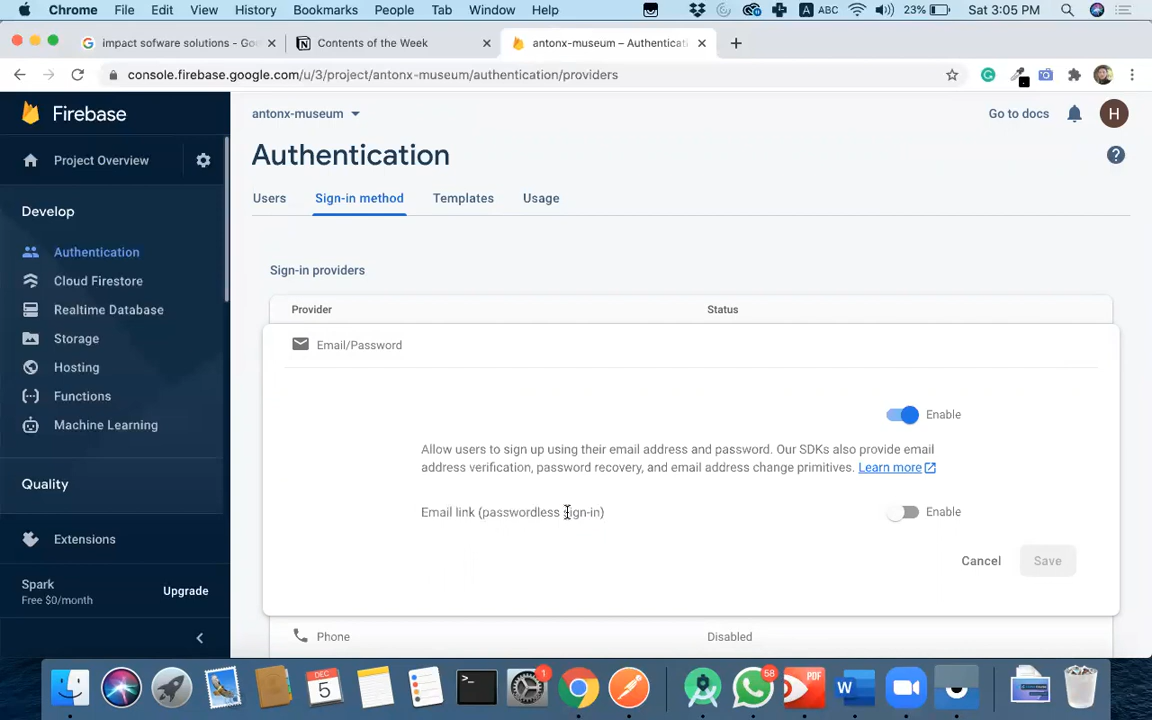 Chrome File Edit View History Bookmarks People Tab Window Help A ABC 23% Sat 3:05 PM
impact sofware solutions - Go
Contents of the Week
antonx-museum – Authenticati
console.firebase.google.com/u/3/project/antonx-museum/authentication/providers
Firebase
Project Overview
Develop
Authentication
Cloud Firestore
Realtime Database
Storage
Hosting
Functions
Machine Learning
Quality
Extensions
Spark
Free $0/month
Upgrade
antonx-museum
Go to docs
H
Authentication
Users Sign-in method Templates Usage
Sign-in providers
Provider Status
Email/Password
Enable
Allow users to sign up using their email address and password. Our SDKs also provide email
address verification, password recovery, and email address change primitives. Learn more
Email link (passwordless sign-in) Enable
Cancel Save
Phone Disabled
DEC
5
>_
1
58
PDF
W